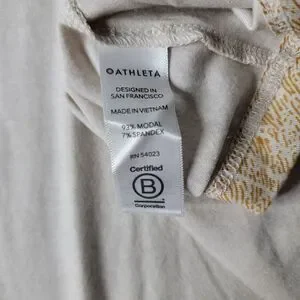 ATHLETA
DESIGNED IN
SAN FRANCISCO
MADE IN VIETNAM
93% MODAL
7% SPANDEX
RN 54023
Certified
B
Corporation